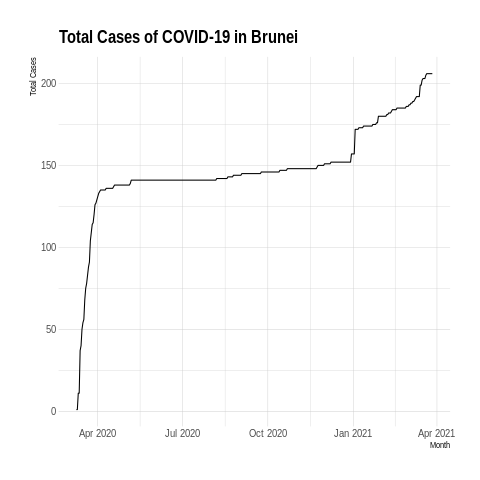 Total Cases of COVID-19 in Brunei
Total Cases
200
150
100
50
0
Apr 2020 Jul 2020 Oct 2020 Jan 2021 Apr 2021
Month